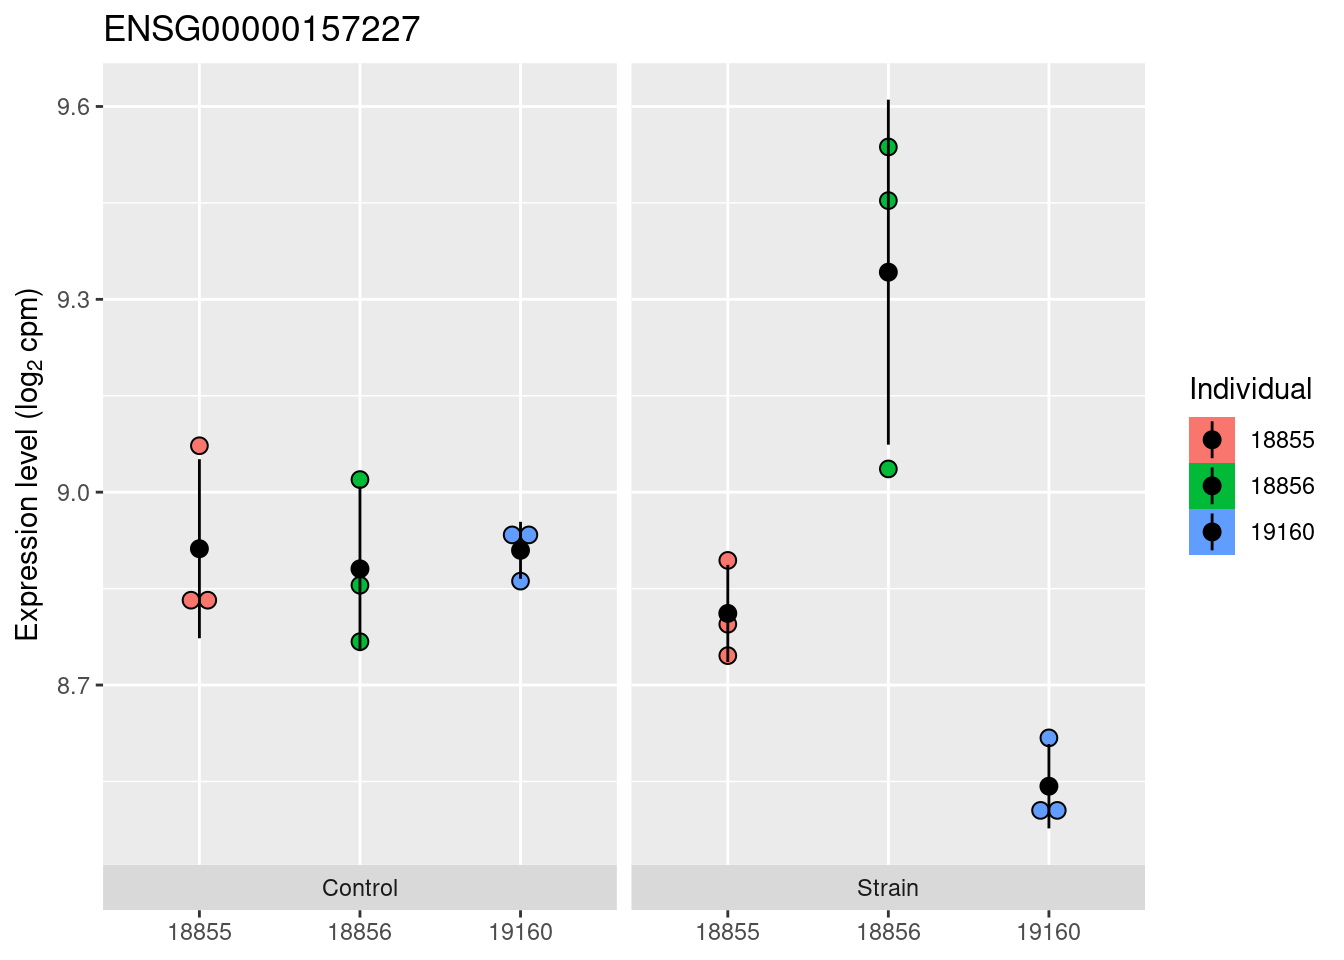 ENSG00000157227
Expression level (log₂ cpm)
9.6
9.3
9.0
8.7
Control
Strain
18855
18856
19160
18855
18856
19160
Individual
18855
18856
19160